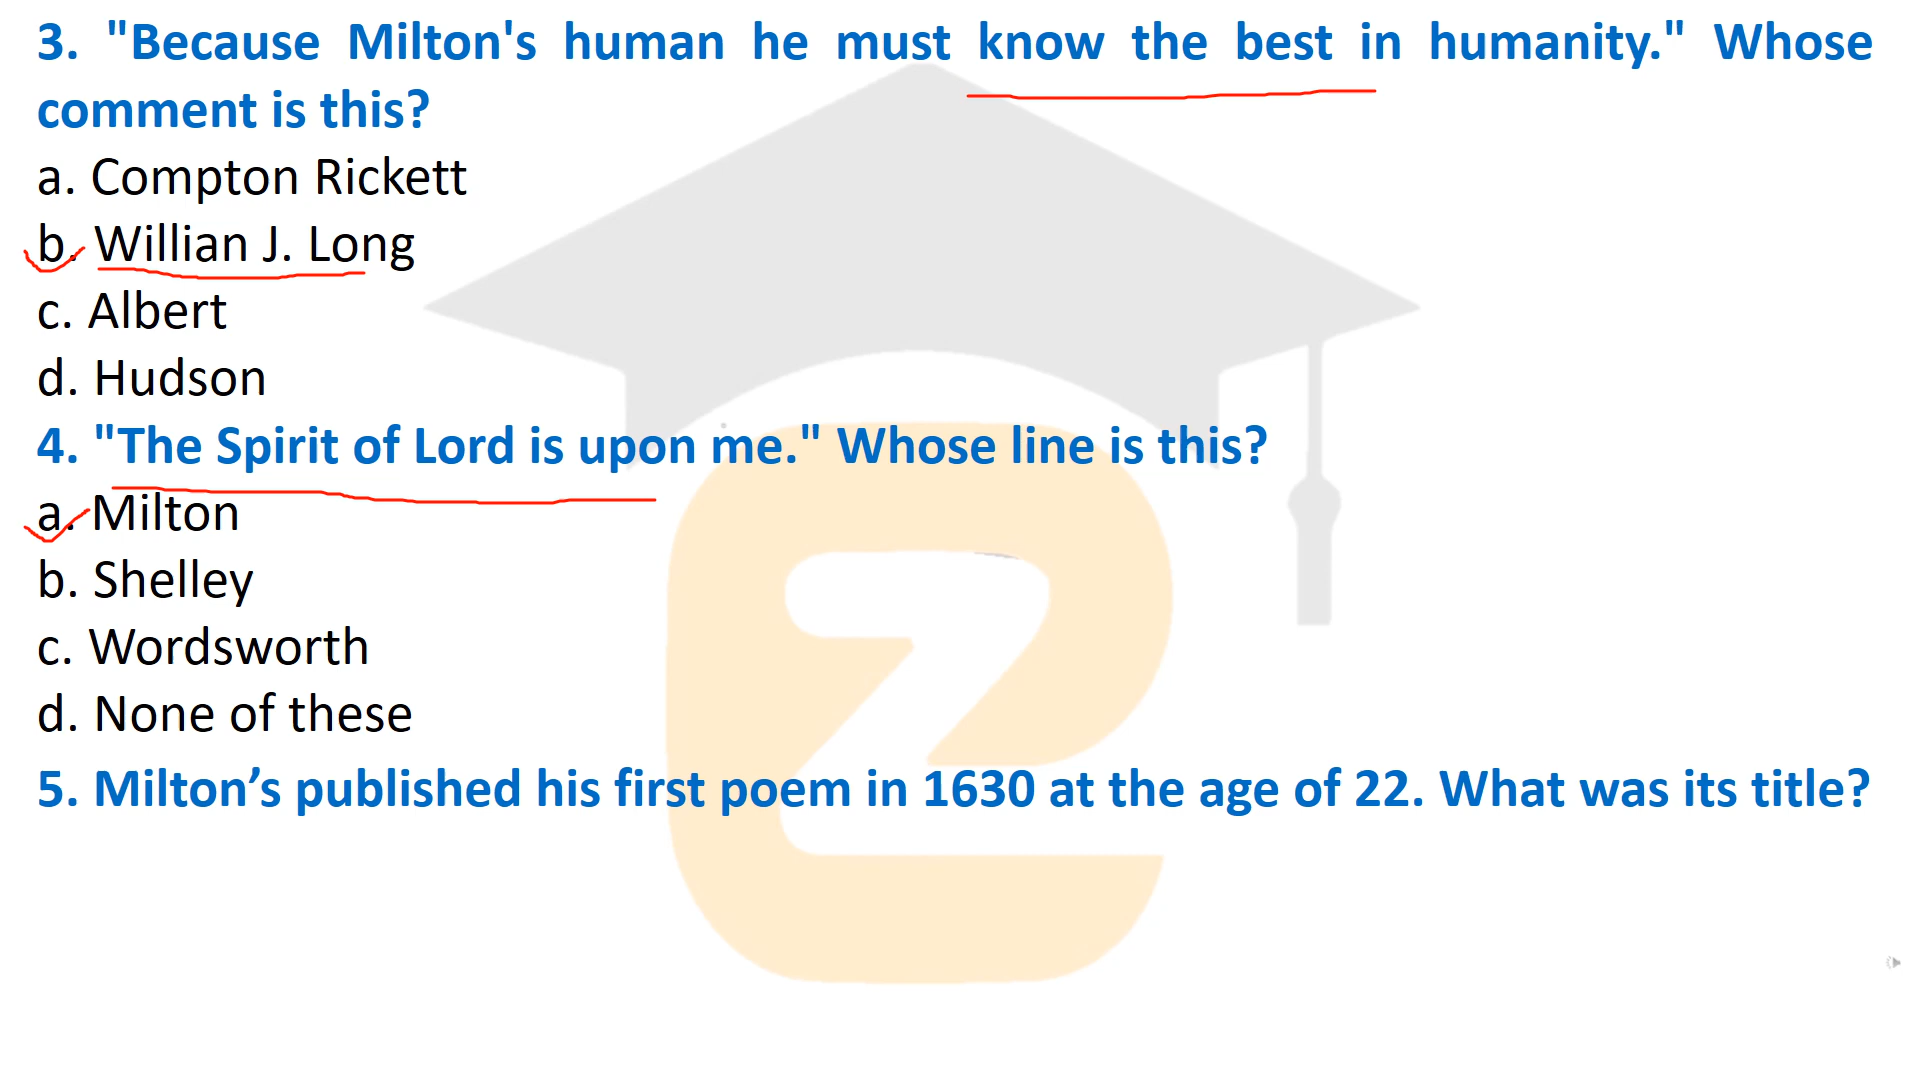 3. "Because Milton's human he must know the best in humanity." Whose
comment is this?
a. Compton Rickett
b. Willian J. Long
c. Albert
d. Hudson
4. "The Spirit of Lord is upon me." Whose line is this?
a. Milton
b. Shelley
c. Wordsworth
d. None of these
5. Milton’s published his first poem in 1630 at the age of 22. What was its title?